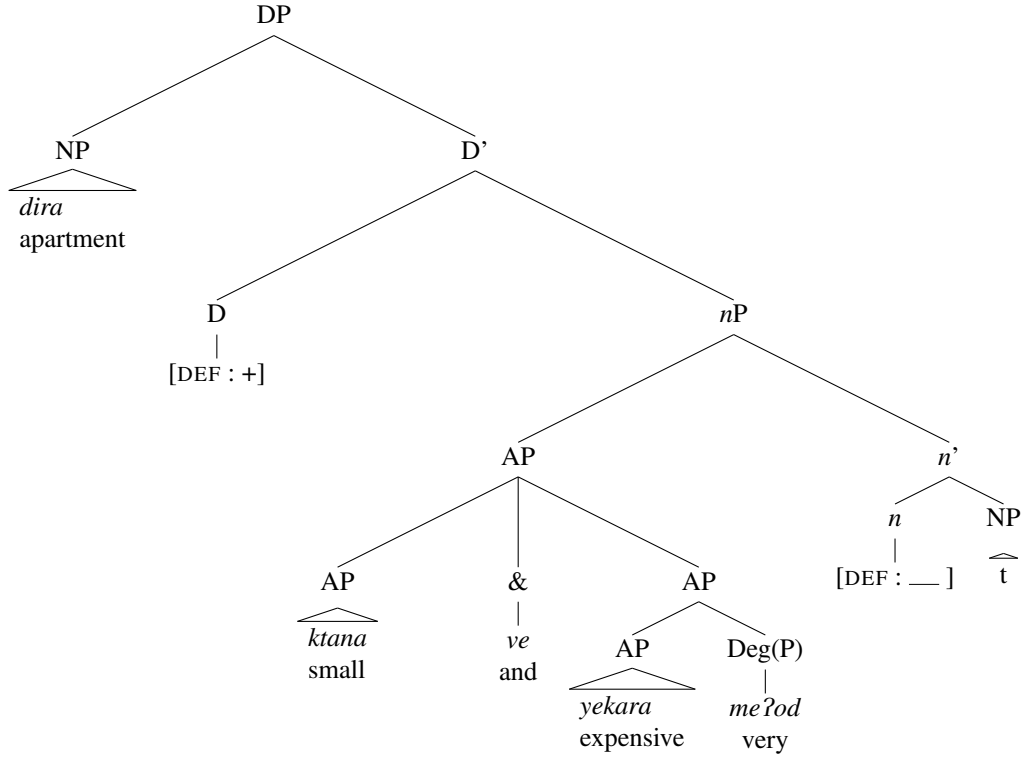 DP
NP D’
dira
apartment
D nP
[DEF : +]
AP n’
n NP
AP & AP [DEF : __ ] t
ktana ve AP Deg(P)
small and
yekara meʔod
expensive very